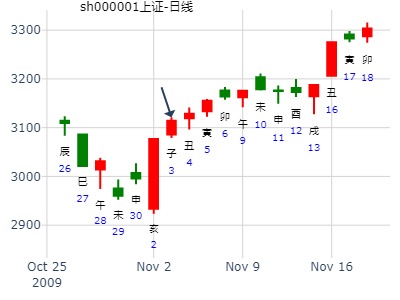 sh000001上证-日线
3300
3200
3100
3000
2900
辰
26
巳
27
午
28
未
29
申
30
亥
2
子
3
丑
4
寅
5
卯
6
午
9
未
10
申
11
酉
12
戌
13
丑
16
寅
17
卯
18
Oct 25
2009
Nov 2
Nov 9
Nov 16